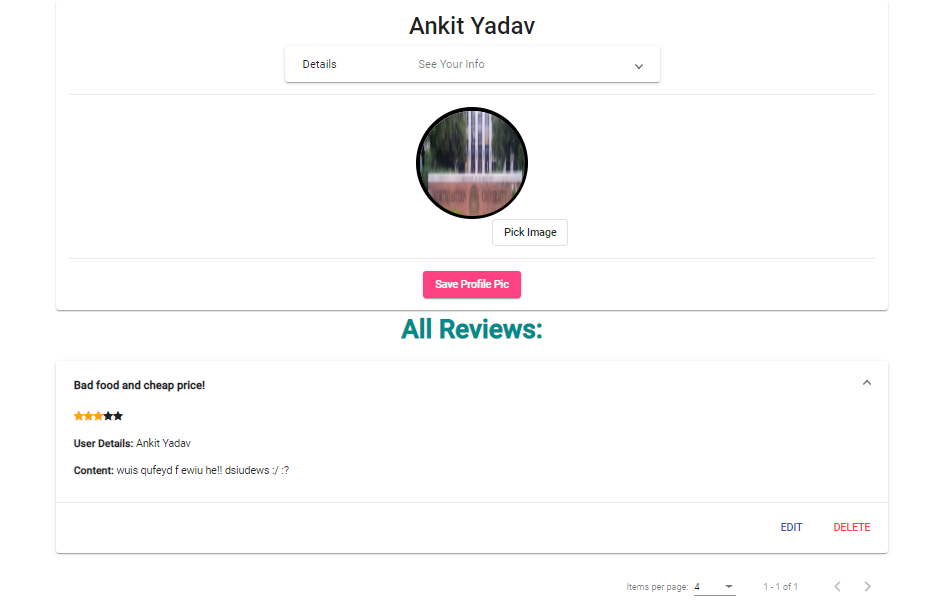 Ankit Yadav
Details See Your Info
Pick Image
Save Profile Pic
All Reviews:
Bad food and cheap price!
User Details: Ankit Yadav
Content: wuis qufeyd f ewiu he!! dsiudews :/ :?
EDIT DELETE
Items per page: 4 1 - 1 of 1